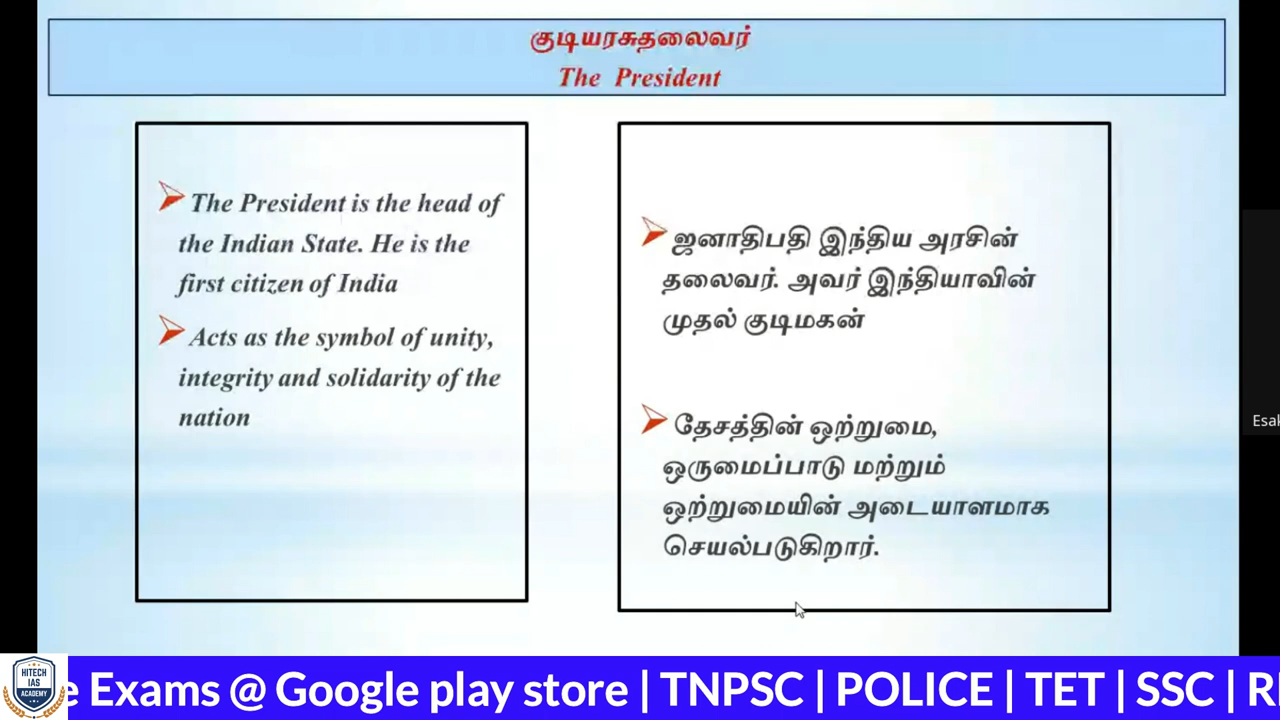 குடியரசுதலைவர்
The President
The President is the head of
the Indian State. He is the
first citizen of India
Acts as the symbol of unity,
integrity and solidarity of the
nation
ஜனாதிபதி இந்திய அரசின்
தலைவர். அவர் இந்தியாவின்
முதல் குடிமகன்
தேசத்தின் ஒற்றுமை,
ஒருமைப்பாடு மற்றும்
ஒற்றுமையின் அடையாளமாக
செயல்படுகிறார்.
Esak
HITECH
IAS
ACADEMY
e Exams @ Google play store | TNPSC | POLICE | TET | SSC |